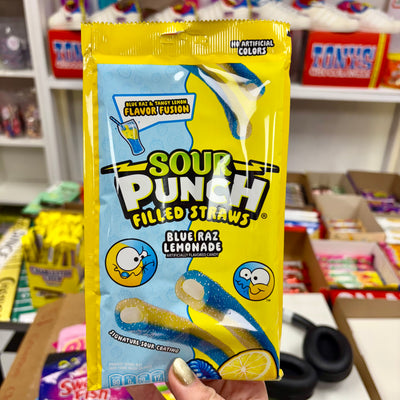 NO ARTIFICIAL
COLORS
BLUE RAZ & TANGY LEMON
FLAVOR FUSION
SOUR
PUNCH
FILLED STRAWS®
BLUE RAZ
LEMONADE
ARTIFICIALLY FLAVORED CANDY
SIGNATURE SOUR COATING
TONY'S